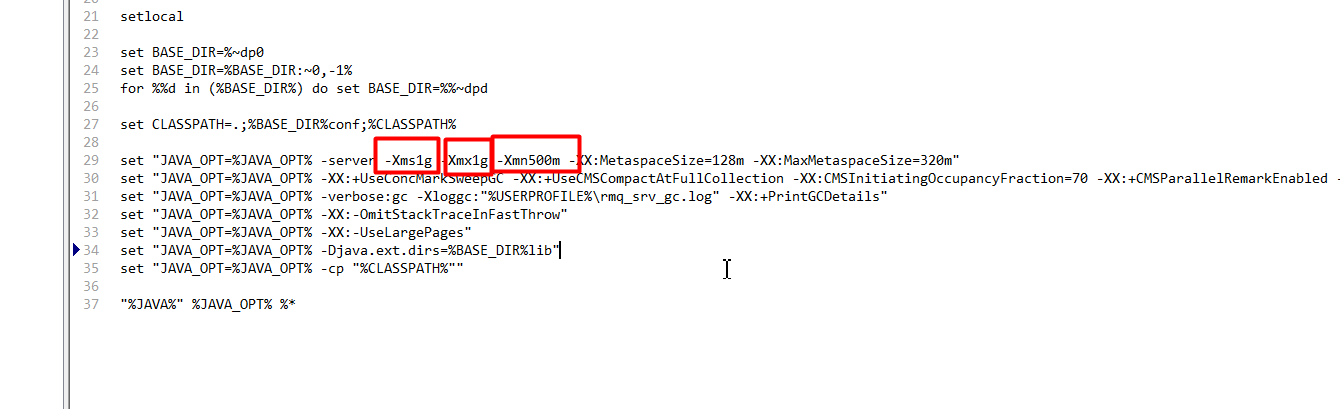 21 setlocal
22
23 set BASE_DIR=%~dp0
24 set BASE_DIR=%BASE_DIR:~0,-1%
25 for %%d in (%BASE_DIR%) do set BASE_DIR=%%~dpd
26
27 set CLASSPATH=.;%BASE_DIR%conf;%CLASSPATH%
28
29 set "JAVA_OPT=%JAVA_OPT% -server -Xms1g -Xmx1g -Xmn500m -XX:MetaspaceSize=128m -XX:MaxMetaspaceSize=320m"
30 set "JAVA_OPT=%JAVA_OPT% -XX:+UseConcMarkSweepGC -XX:+UseCMSCompactAtFullCollection -XX:CMSInitiatingOccupancyFraction=70 -XX:+CMSParallelRemarkEnabled -
31 set "JAVA_OPT=%JAVA_OPT% -verbose:gc -Xloggc:"%USERPROFILE%\rmq_srv_gc.log" -XX:+PrintGCDetails"
32 set "JAVA_OPT=%JAVA_OPT% -XX:-OmitStackTraceInFastThrow"
33 set "JAVA_OPT=%JAVA_OPT% -XX:-UseLargePages"
34 set "JAVA_OPT=%JAVA_OPT% -Djava.ext.dirs=%BASE_DIR%lib"
35 set "JAVA_OPT=%JAVA_OPT% -cp "%CLASSPATH%""
36
37 "%JAVA%" %JAVA_OPT% %*